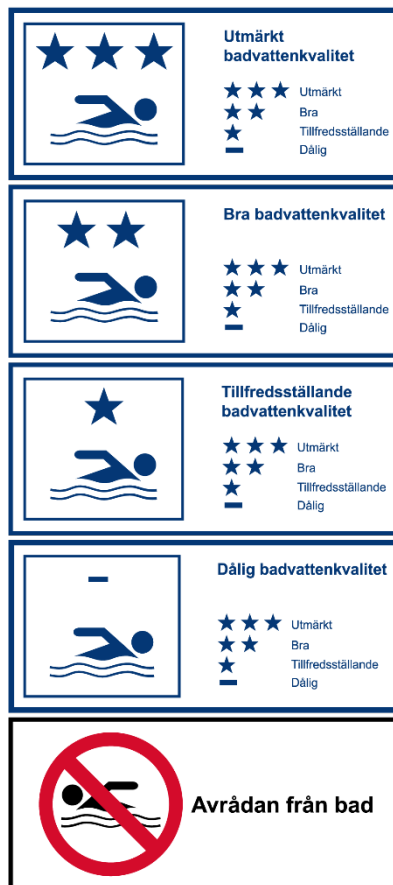 Utmärkt
badvattenkvalitet
Utmärkt
Bra
Tillfredsställande
Dålig
Bra badvattenkvalitet
Utmärkt
Bra
Tillfredsställande
Dålig
Tillfredsställande
badvattenkvalitet
Utmärkt
Bra
Tillfredsställande
Dålig
Dålig badvattenkvalitet
Utmärkt
Bra
Tillfredsställande
Dålig
Avrådan från bad